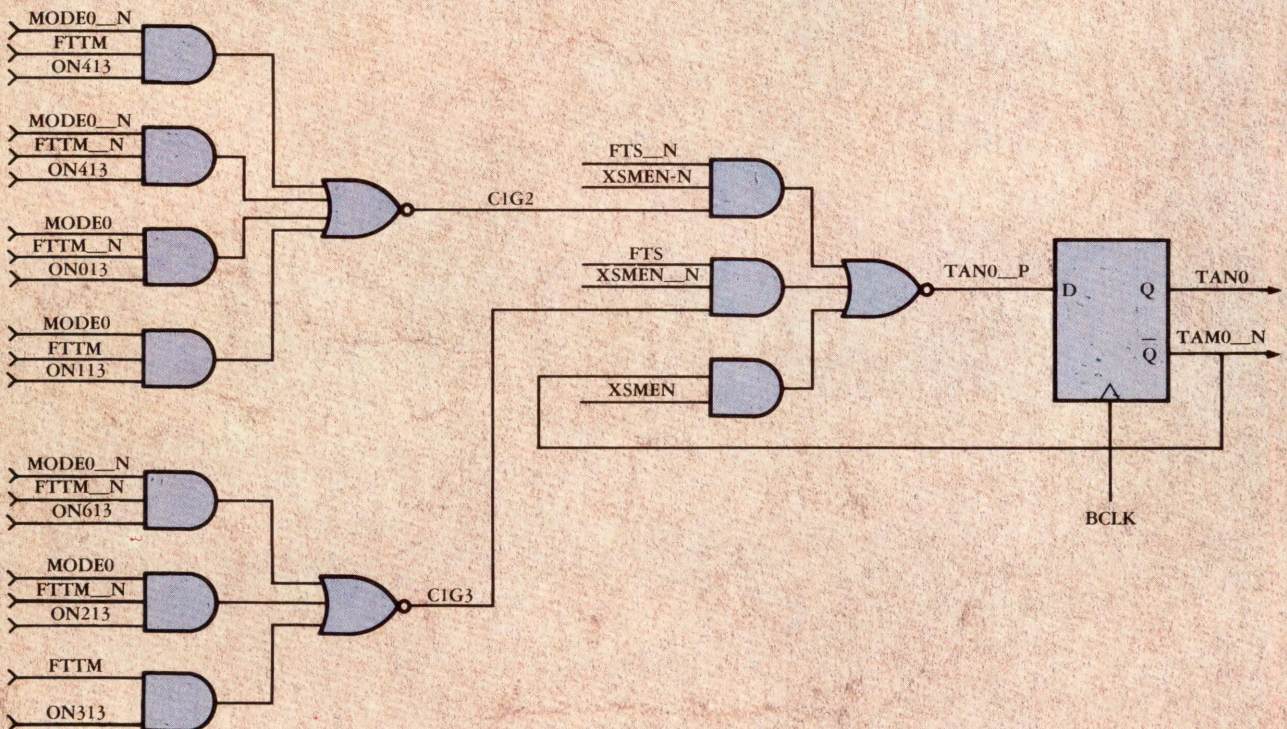 MODE0__N
FTTM
ON413
MODE0__N
FTTM__N
ON413
MODE0
FTTM__N
ON013
MODE0
FTTM
ON113
C1G2
FTS__N
XSMEN-N
FTS
XSMEN__N
XSMEN
TAN0__P
D
Q
Q̅
TAN0
TAM0__N
BCLK
MODE0__N
FTTM__N
ON613
MODE0
FTTM__N
ON213
FTTM
ON313
C1G3